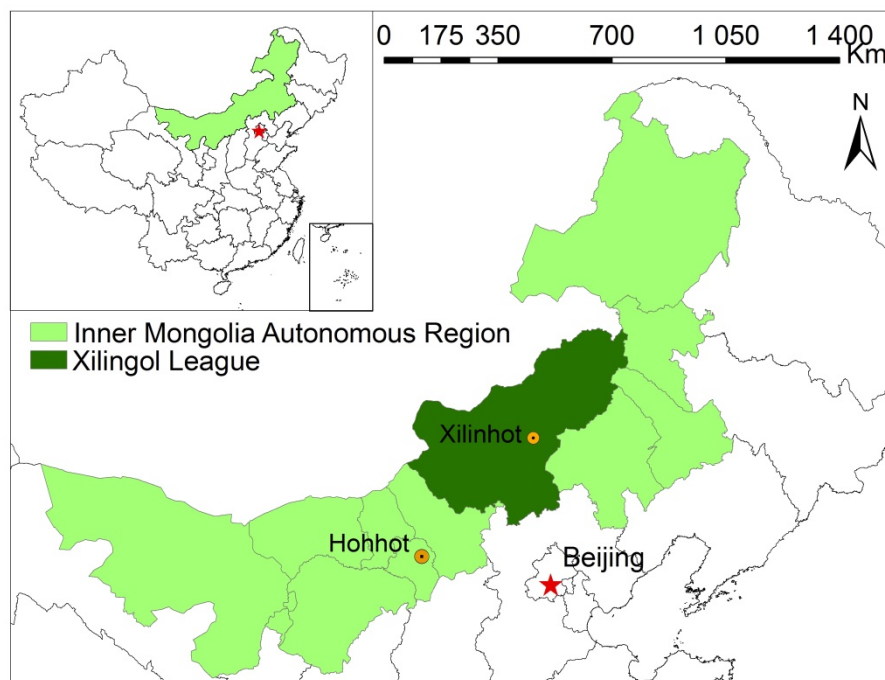 0 175 350 700 1 050 1 400
Km
N
Inner Mongolia Autonomous Region
Xilingol League
Xilinhot
Hohhot
Beijing